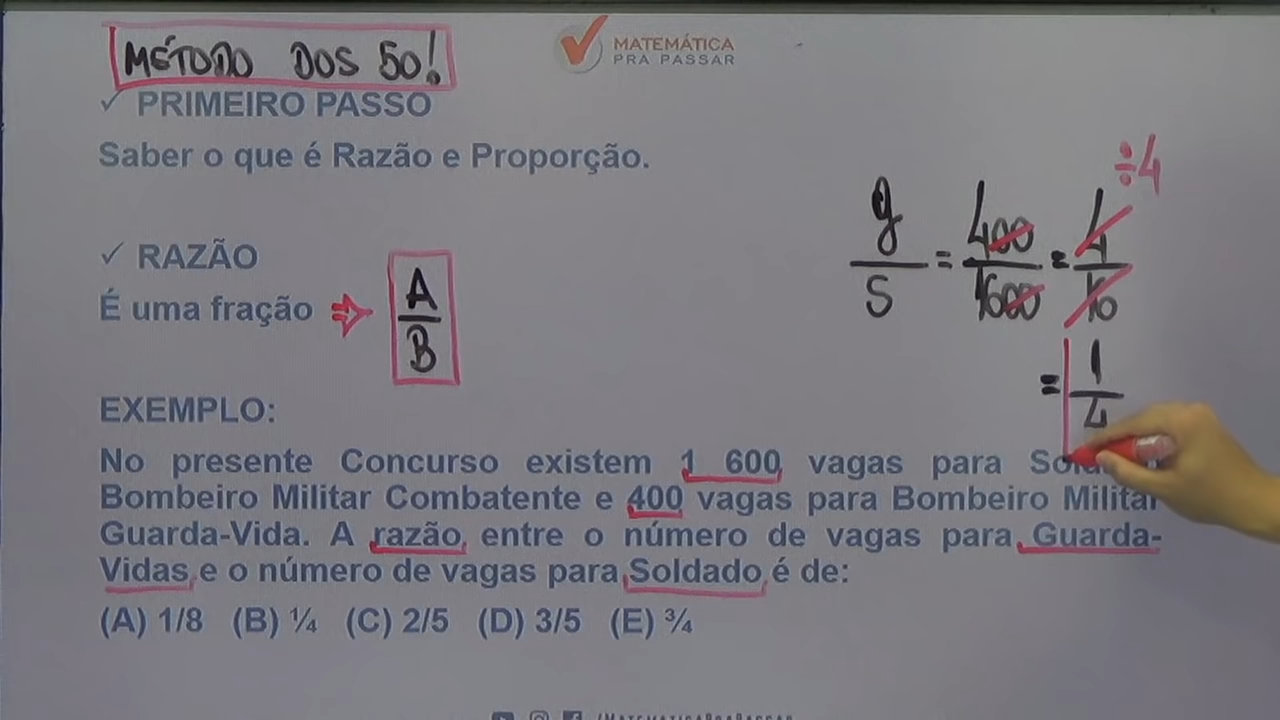 MÉTODO DOS 50!
MATEMÁTICA
PRA PASSAR
✓ PRIMEIRO PASSO
Saber o que é Razão e Proporção.
÷4
g/S = 400/1600 = 4/16
= 1/4
✓ RAZÃO
É uma fração ⇒ A/B
EXEMPLO:
No presente Concurso existem 1 600 vagas para
Bombeiro Militar Combatente e 400 vagas para Bombeiro Militar
Guarda-Vida. A razão entre o número de vagas para Guarda-
Vidas e o número de vagas para Soldado é de:
(A) 1/8 (B) ¼ (C) 2/5 (D) 3/5 (E) ¾